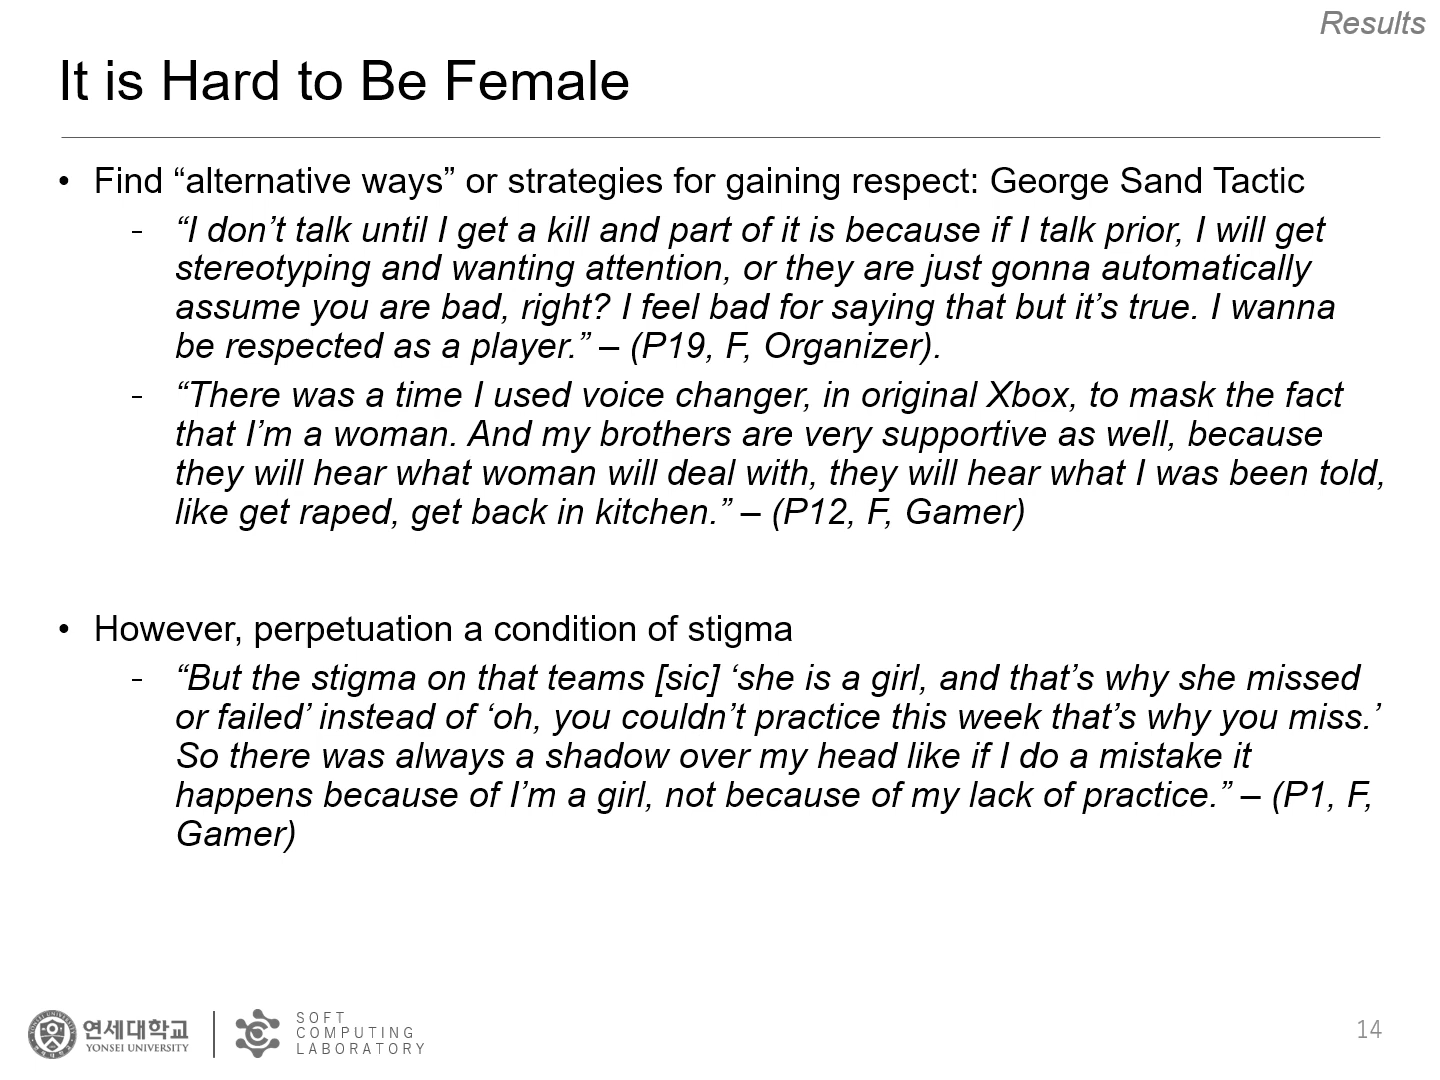 Results
It is Hard to Be Female
• Find “alternative ways” or strategies for gaining respect: George Sand Tactic
- “I don’t talk until I get a kill and part of it is because if I talk prior, I will get
stereotyping and wanting attention, or they are just gonna automatically
assume you are bad, right? I feel bad for saying that but it’s true. I wanna
be respected as a player.” – (P19, F, Organizer).
- “There was a time I used voice changer, in original Xbox, to mask the fact
that I’m a woman. And my brothers are very supportive as well, because
they will hear what woman will deal with, they will hear what I was been told,
like get raped, get back in kitchen.” – (P12, F, Gamer)
• However, perpetuation a condition of stigma
- “But the stigma on that teams [sic] ‘she is a girl, and that’s why she missed
or failed’ instead of ‘oh, you couldn’t practice this week that’s why you miss.’
So there was always a shadow over my head like if I do a mistake it
happens because of I’m a girl, not because of my lack of practice.” – (P1, F,
Gamer)
연세대학교
YONSEI UNIVERSITY
SOFT
COMPUTING
LABORATORY
14